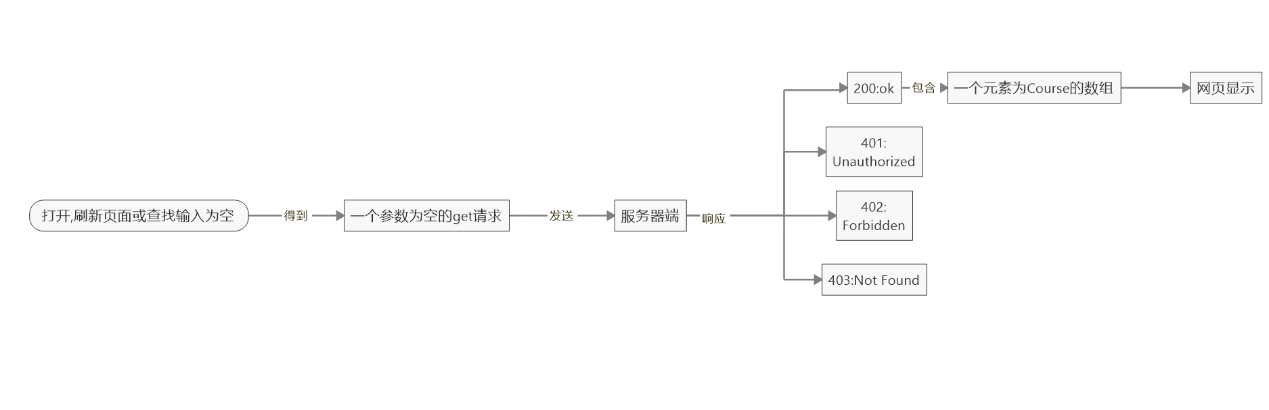 打开,刷新页面或查找输入为空
得到
一个参数为空的get请求
发送
服务器端
响应
200:ok
包含
一个元素为Course的数组
网页显示
401:
Unauthorized
402:
Forbidden
403:Not Found